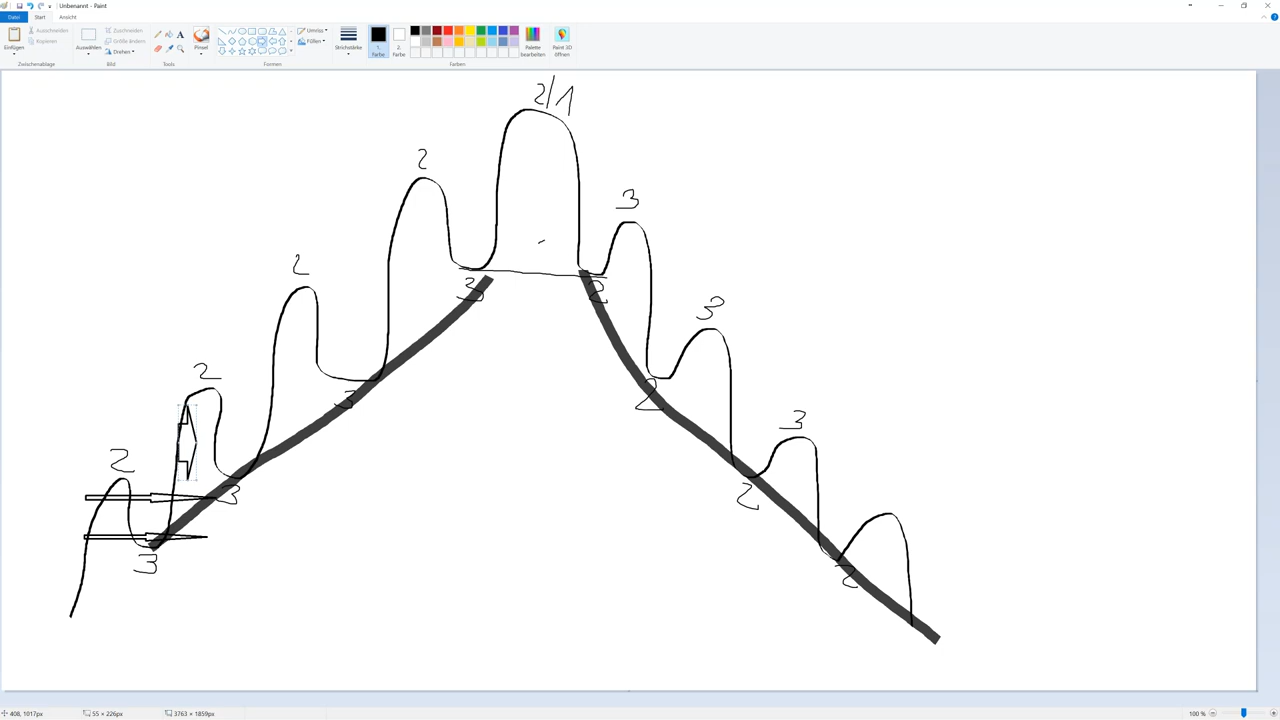 Unbenannt - Paint
Datei Start Ansicht
Einfügen
Ausschneiden
Kopieren
Zwischenablage
Auswählen
Zuschneiden
Größe ändern
Drehen
Bild
A
Tools
Pinsel
Formen
Umriss
Füllen
Strichstärke
1.
Farbe
2.
Farbe
Farben
Palette
bearbeiten
Paint 3D
öffnen
2/1
2
3
2
3
2
3
2
3
2
3
2
3
2
3
2
3
2
408, 1017px 55 × 226px 3763 × 1859px 100 %